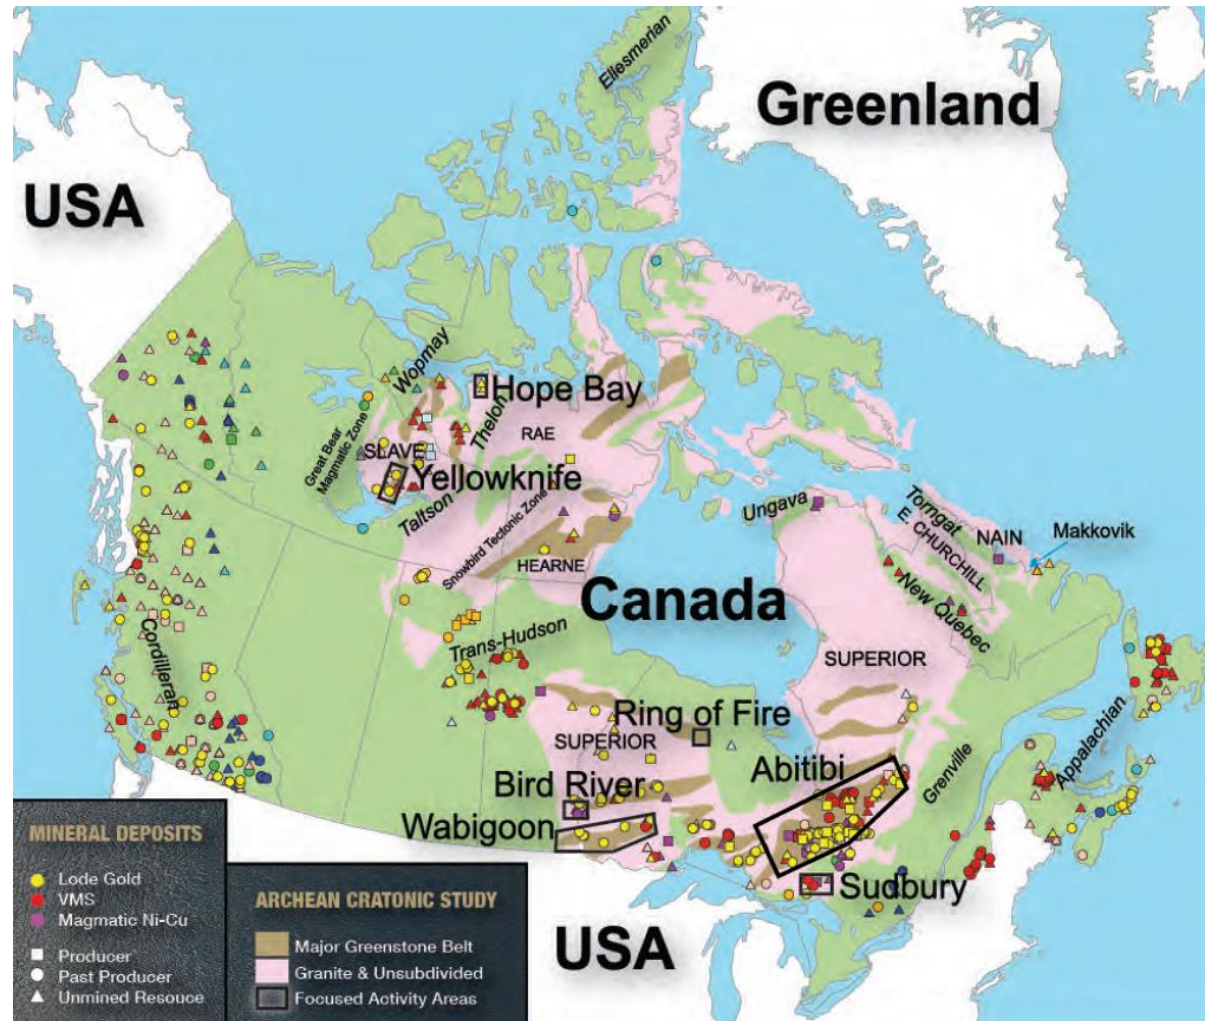 Ellesmerian
Greenland
USA
Wopmay
Hope Bay
Great Bear
Magmatic Zone
Thelon
RAE
SLAVE
Yellowknife
Taltson
Snowbird Tectonic Zone
HEARNE
Ungava
Torngat
E. CHURCHILL
NAIN
Makkovik
Canada
New Quebec
Cordilleran
Trans-Hudson
SUPERIOR
Ring of Fire
SUPERIOR
Abitibi
Appalachian
Grenville
Bird River
Wabigoon
Sudbury
USA
MINERAL DEPOSITS
Lode Gold
VMS
Magmatic Ni-Cu
Producer
Past Producer
Unmined Resouce
ARCHEAN CRATONIC STUDY
Major Greenstone Belt
Granite & Unsubdivided
Focused Activity Areas